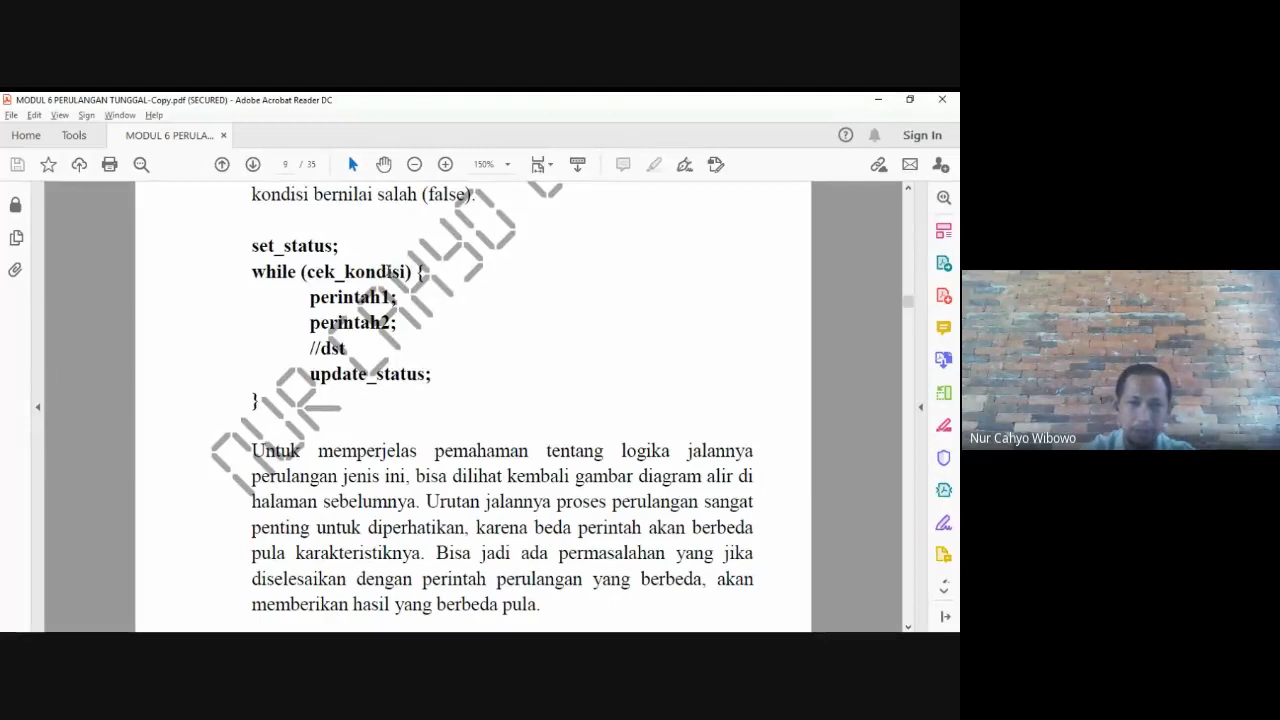 MODUL 6 PERULANGAN TUNGGAL-Copy.pdf (SECURED) - Adobe Acrobat Reader DC
File Edit View Sign Window Help
Home Tools MODUL 6 PERULA... × Sign In
9 / 35 150%
kondisi bernilai salah (false).
set_status;
while (cek_kondisi) {
perintah1;
perintah2;
//dst
update_status;
}
Untuk memperjelas pemahaman tentang logika jalannya
perulangan jenis ini, bisa dilihat kembali gambar diagram alir di
halaman sebelumnya. Urutan jalannya proses perulangan sangat
penting untuk diperhatikan, karena beda perintah akan berbeda
pula karakteristiknya. Bisa jadi ada permasalahan yang jika
diselesaikan dengan perintah perulangan yang berbeda, akan
memberikan hasil yang berbeda pula.
NUR CAHYO
Nur Cahyo Wibowo